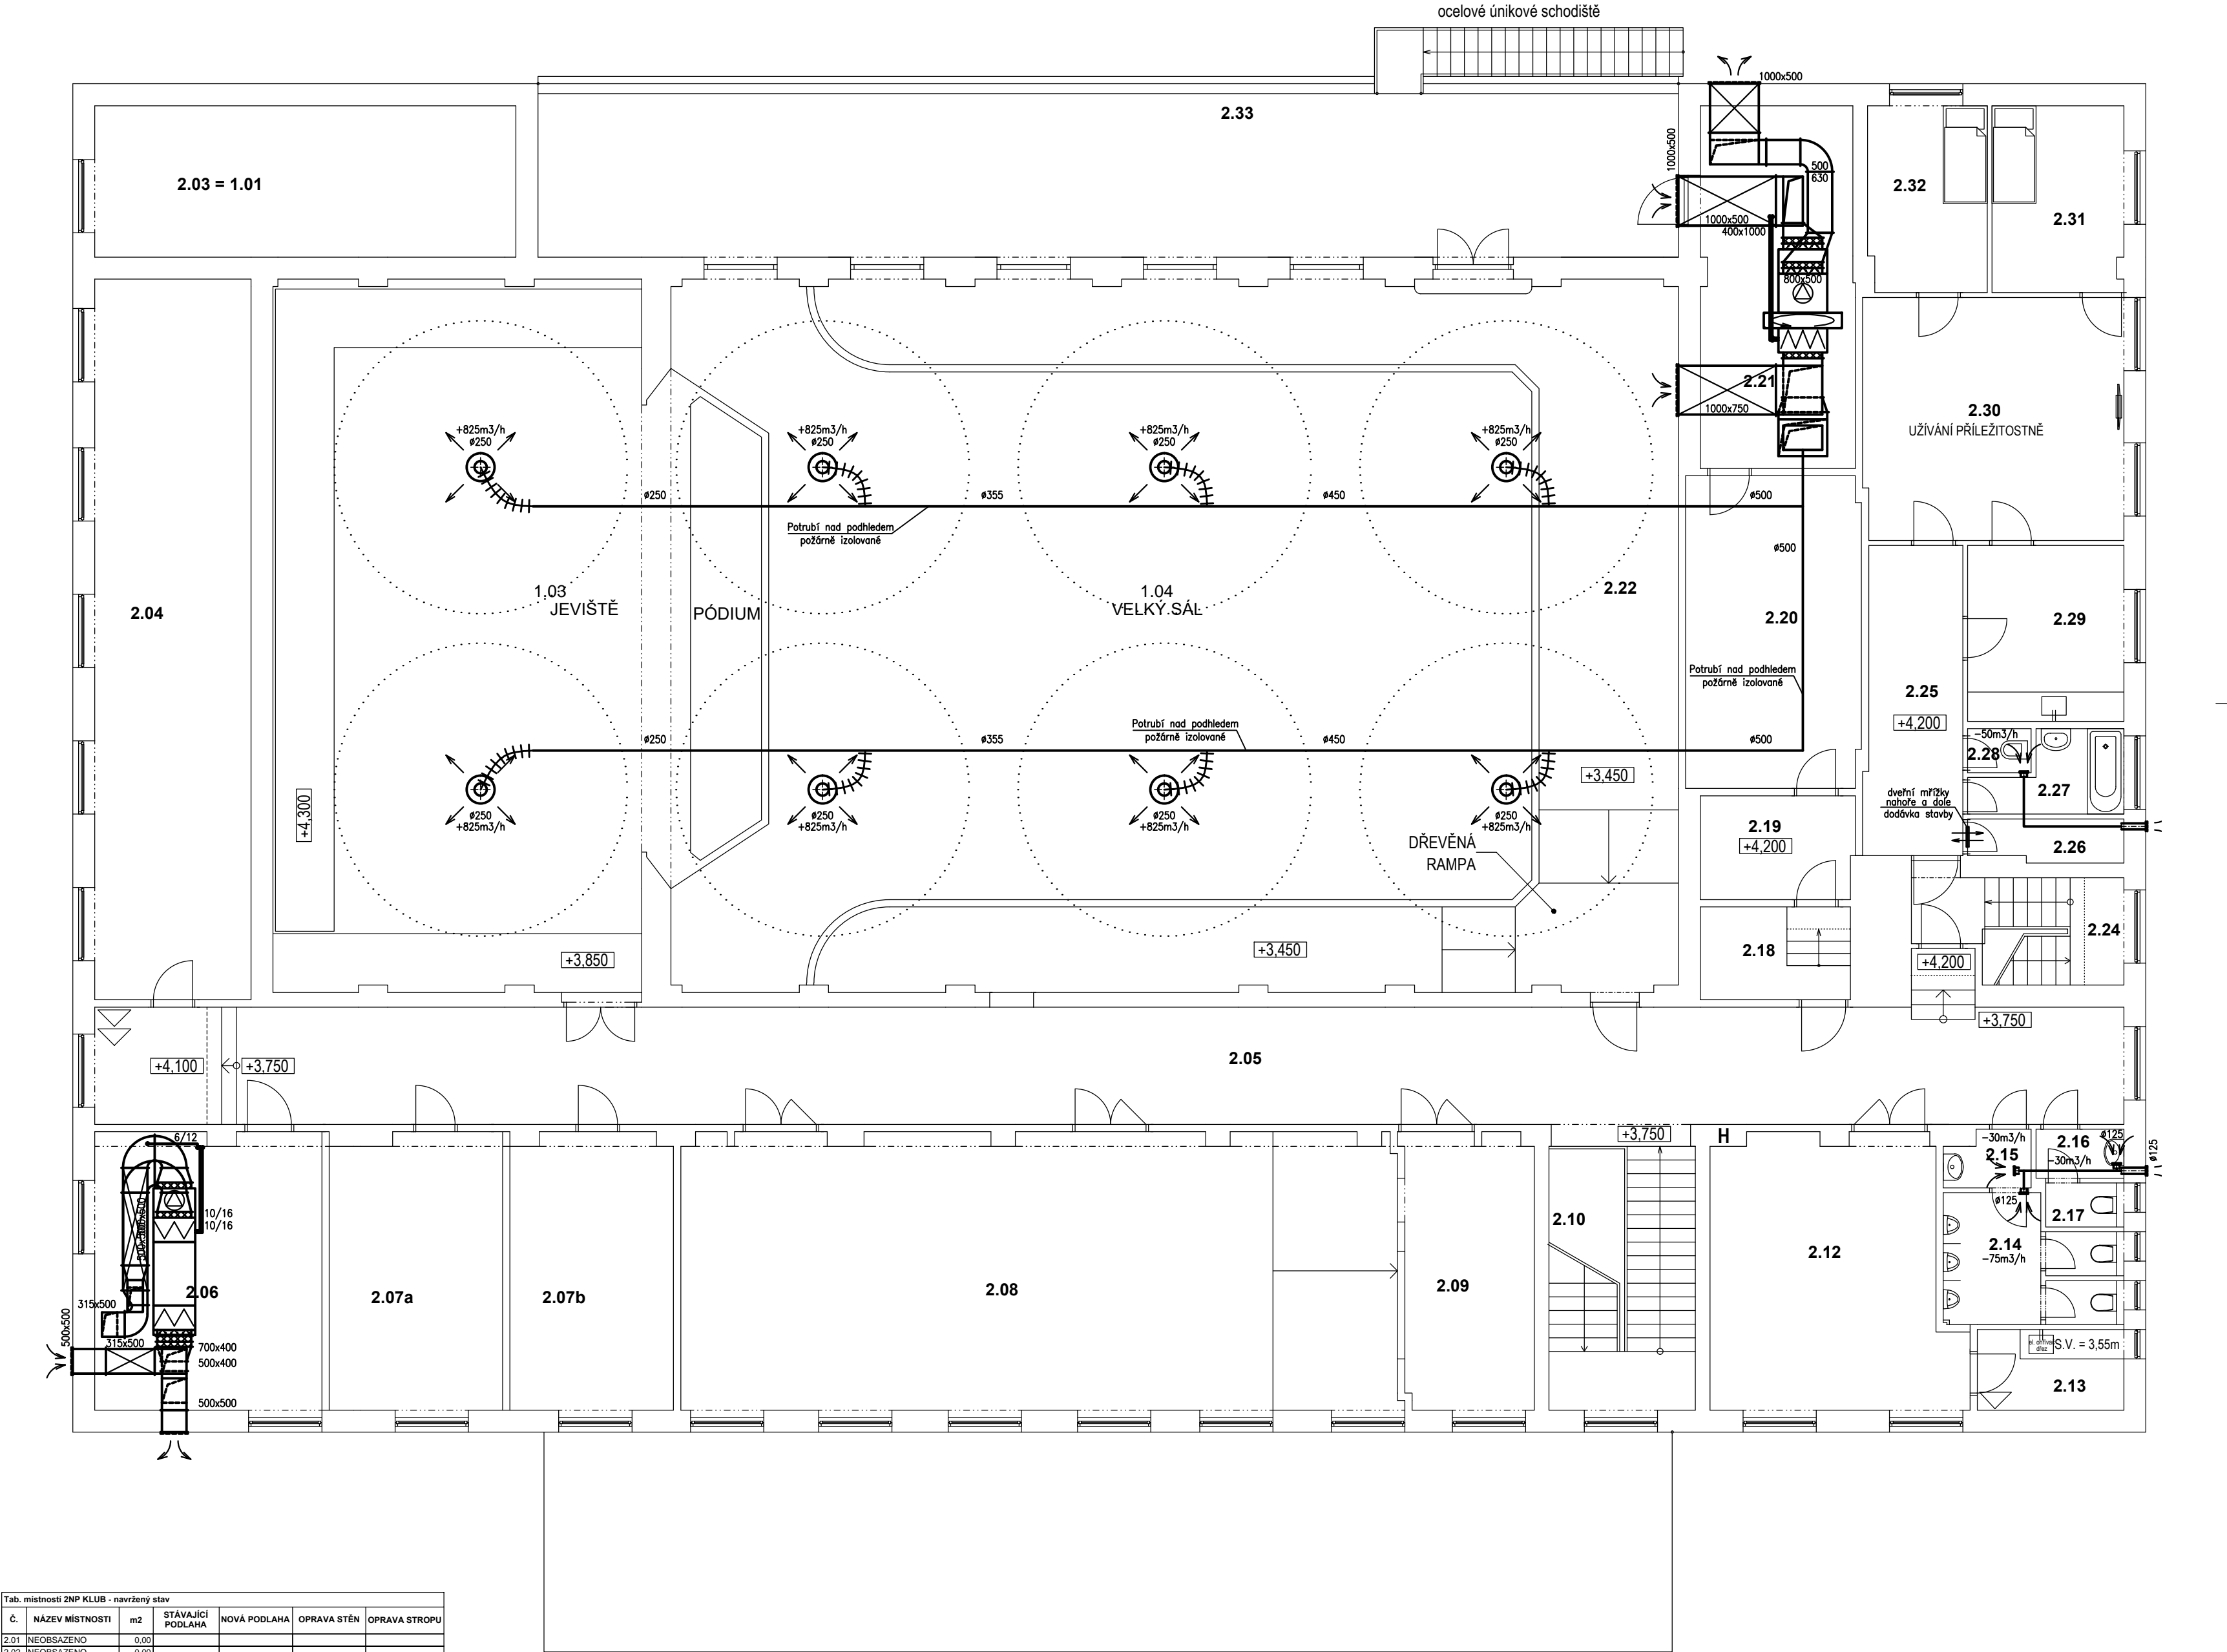 ocelové únikové schodiště
1000x500
2.33
1000x500
2.03 = 1.01
500
630
2.32
2.31
1000x500
400x1000
800x500
2.21
1000x750
2.30
UŽÍVÁNÍ PŘÍLEŽITOSTNĚ
+825m3/h
ø250
+825m3/h
ø250
+825m3/h
ø250
+825m3/h
ø250
ø250
ø355
ø450
ø500
Potrubí nad podhledem
požárně izolované
ø500
1.03
JEVIŠTĚ
PÓDIUM
1.04
VELKÝ SÁL
2.22
2.20
2.04
2.29
Potrubí nad podhledem
požárně izolované
2.25
+4,200
Potrubí nad podhledem
požárně izolované
ø250
ø355
ø450
ø500
-50m3/h
2.28
2.27
+3,450
+4,300
dveřní mřížky
nahoře a dole
dodávka stavby
ø250
+825m3/h
ø250
+825m3/h
ø250
+825m3/h
ø250
+825m3/h
2.19
+4,200
2.26
DŘEVĚNÁ
RAMPA
2.24
+3,850
+3,450
2.18
+4,200
+3,750
2.05
+4,100
+3,750
6/12
+3,750
H
-30m3/h
2.15
2.16
ø125
-30m3/h
ø125
ø125
10/16
10/16
500x500
2.10
2.17
2.12
2.14
-75m3/h
2.06
2.07a
2.07b
2.08
2.09
315x500
500x500
315x500
700x400
500x400
500x500
S.V. = 3,55m
dřez
2.13
Tab. místností 2NP KLUB - navržený stav
Č. NÁZEV MÍSTNOSTI m2 STÁVAJÍCÍ PODLAHA NOVÁ PODLAHA OPRAVA STĚN OPRAVA STROPU
2.01 NEOBSAZENO 0,00
2.02 NEOBSAZENO 0,00